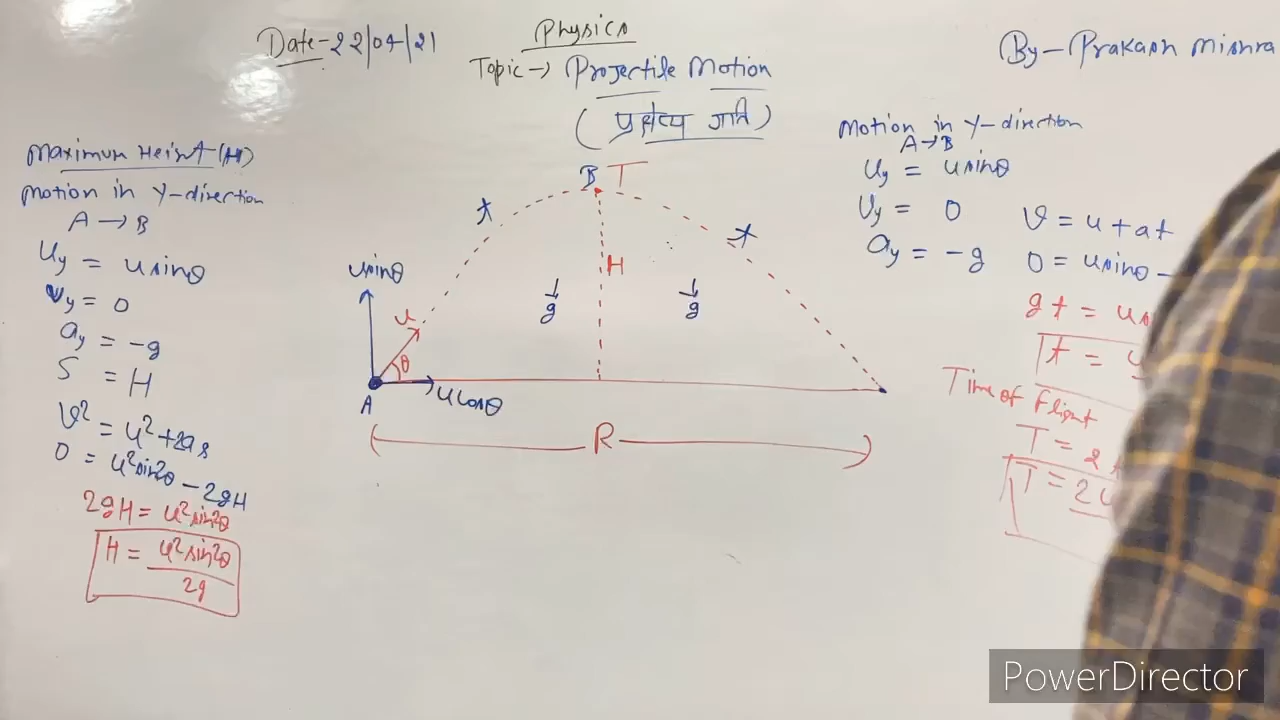 Date-22/04/21
Physics
Topic → Projectile Motion
(प्रक्षेप्य गति)
By- Prakash Mishra
Maximum Height (H)
Motion in Y-direction
A → B
uy = u sinθ
vy = 0
ay = -g
S = H
v² = u² + 2as
0 = u²sin²θ - 2gH
2gH = u²sin²θ
H = u²sin²θ / 2g
B T
t
t
H
g
g
u sinθ
u
θ
A
u cosθ
R
Motion in Y-direction
A → B
uy = u sinθ
vy = 0
ay = -g
v = u + at
0 = u sinθ -
gt = u
t = u
Time of Flight
T = 2
T = 2u
PowerDirector